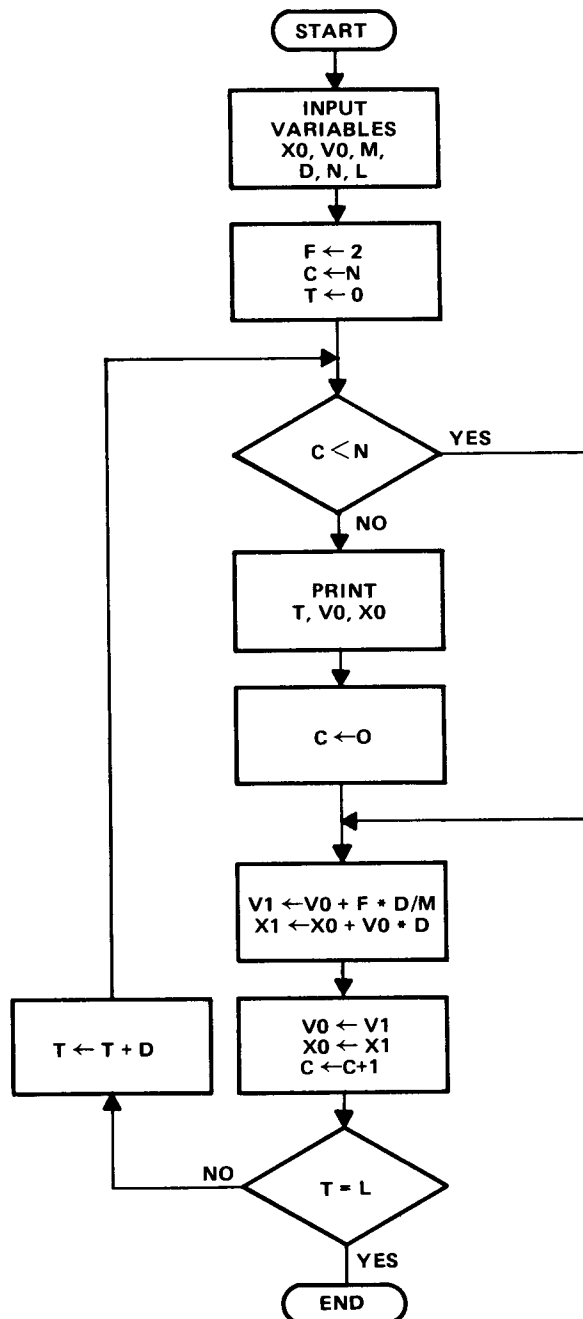 START
INPUT
VARIABLES
X0, V0, M,
D, N, L
F ← 2
C ← N
T ← 0
C < N
YES
NO
PRINT
T, V0, X0
C ← O
V1 ← V0 + F * D/M
X1 ← X0 + V0 * D
V0 ← V1
X0 ← X1
C ← C+1
T ← T + D
NO
T = L
YES
END